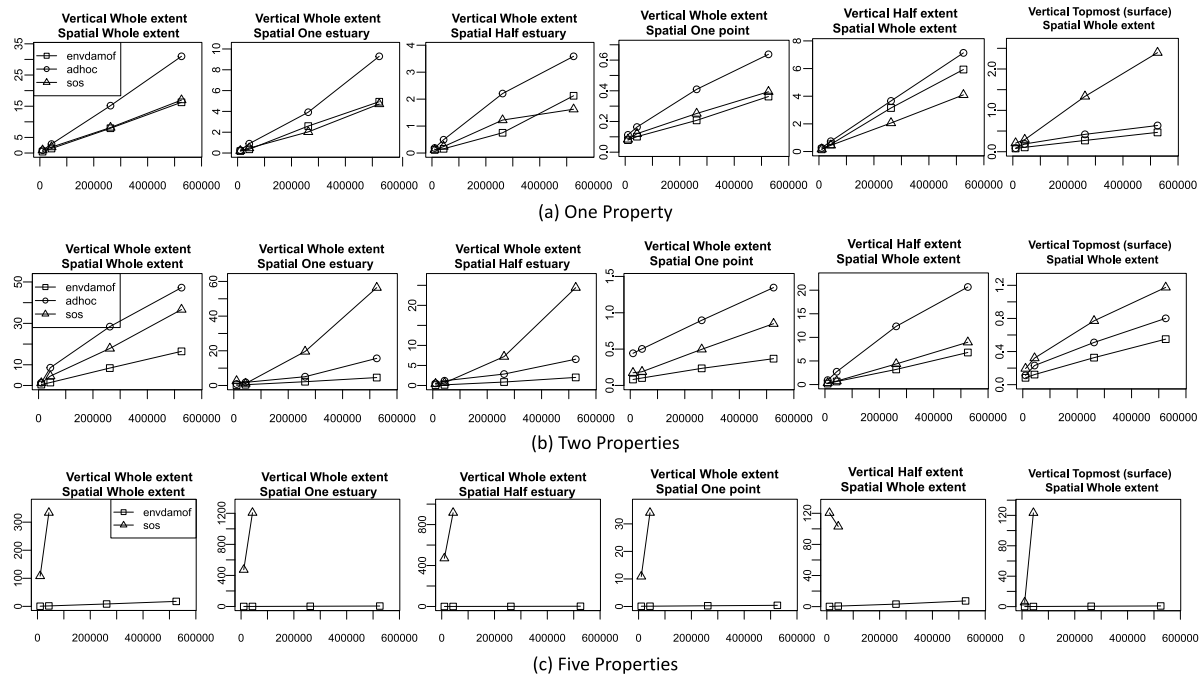 Vertical Whole extent
Spatial Whole extent
35
25
15
5
0
envdamof
adhoc
sos
0 200000 400000 600000
Vertical Whole extent
Spatial One estuary
10
8
6
4
2
0
0 200000 400000 600000
Vertical Whole extent
Spatial Half estuary
4
3
2
1
0
0 200000 400000 600000
Vertical Whole extent
Spatial One point
0.6
0.4
0.2
0.0
0 200000 400000 600000
Vertical Half extent
Spatial Whole extent
8
6
4
2
0
0 200000 400000 600000
Vertical Topmost (surface)
Spatial Whole extent
2.0
1.0
0.0
0 200000 400000 600000
(a) One Property
Vertical Whole extent
Spatial Whole extent
50
30
10
0
envdamof
adhoc
sos
0 200000 400000 600000
Vertical Whole extent
Spatial One estuary
60
40
20
0
0 200000 400000 600000
Vertical Whole extent
Spatial Half estuary
20
15
10
5
0
0 200000 400000 600000
Vertical Whole extent
Spatial One point
1.5
1.0
0.5
0.0
0 200000 400000 600000
Vertical Half extent
Spatial Whole extent
20
15
10
5
0
0 200000 400000 600000
Vertical Topmost (surface)
Spatial Whole extent
1.2
0.8
0.4
0.0
0 200000 400000 600000
(b) Two Properties
Vertical Whole extent
Spatial Whole extent
300
200
100
0
envdamof
sos
0 200000 400000 600000
Vertical Whole extent
Spatial One estuary
1200
800
400
0
0 200000 400000 600000
Vertical Whole extent
Spatial Half estuary
800
400
0
0 200000 400000 600000
Vertical Whole extent
Spatial One point
30
20
10
0
0 200000 400000 600000
Vertical Half extent
Spatial Whole extent
120
80
40
0
0 200000 400000 600000
Vertical Topmost (surface)
Spatial Whole extent
120
80
40
0
0 200000 400000 600000
(c) Five Properties